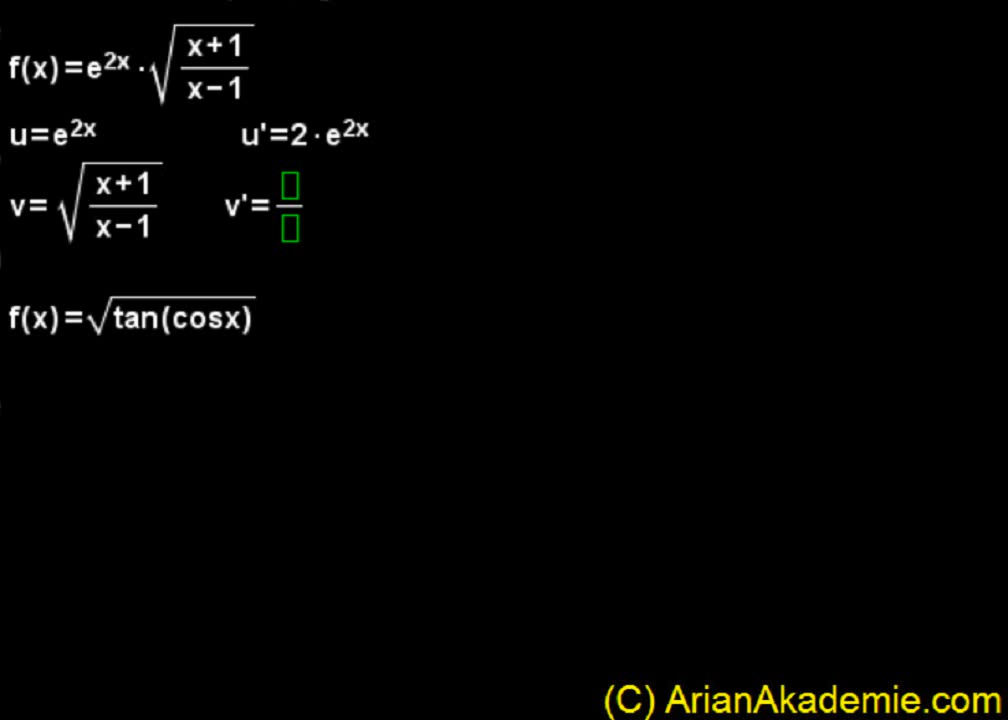 f(x)=e^{2x}·√((x+1)/(x−1))
u=e^{2x} u'=2·e^{2x}
v=√((x+1)/(x−1)) v'=▯/▯
f(x)=√(tan(cosx))
(C) ArianAkademie.com